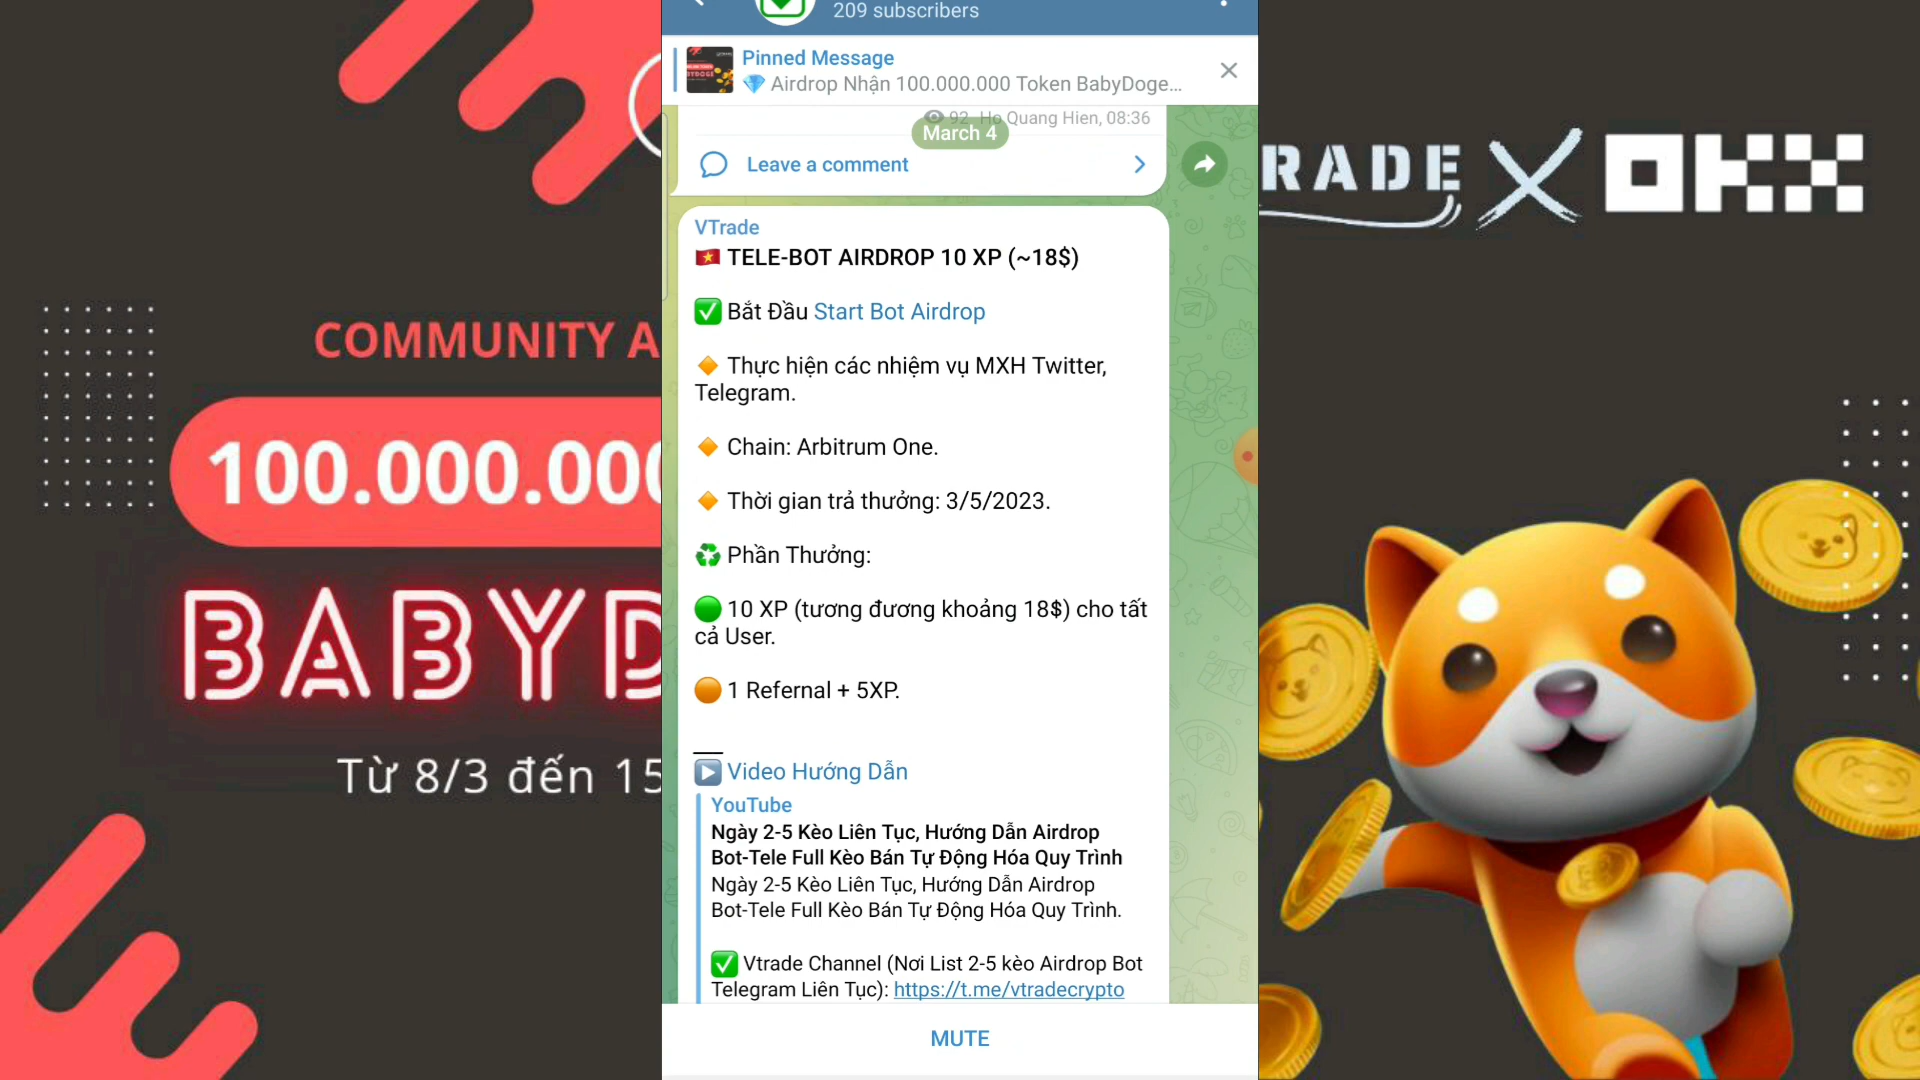 209 subscribers
Pinned Message
Airdrop Nhận 100.000.000 Token BabyDoge...
92 Ho Quang Hien, 08:36
March 4
Leave a comment
VTrade
TELE-BOT AIRDROP 10 XP (~18$)
Bắt Đầu Start Bot Airdrop
Thực hiện các nhiệm vụ MXH Twitter,
Telegram.
Chain: Arbitrum One.
Thời gian trả thưởng: 3/5/2023.
Phần Thưởng:
10 XP (tương đương khoảng 18$) cho tất
cả User.
1 Refernal + 5XP.
Video Hướng Dẫn
YouTube
Ngày 2-5 Kèo Liên Tục, Hướng Dẫn Airdrop
Bot-Tele Full Kèo Bán Tự Động Hóa Quy Trình
Ngày 2-5 Kèo Liên Tục, Hướng Dẫn Airdrop
Bot-Tele Full Kèo Bán Tự Động Hóa Quy Trình.
Vtrade Channel (Nơi List 2-5 kèo Airdrop Bot
Telegram Liên Tục): https://t.me/vtradecrypto
MUTE
COMMUNITY A
100.000.000
BABYD
Từ 8/3 đến 15
RADE X OKX